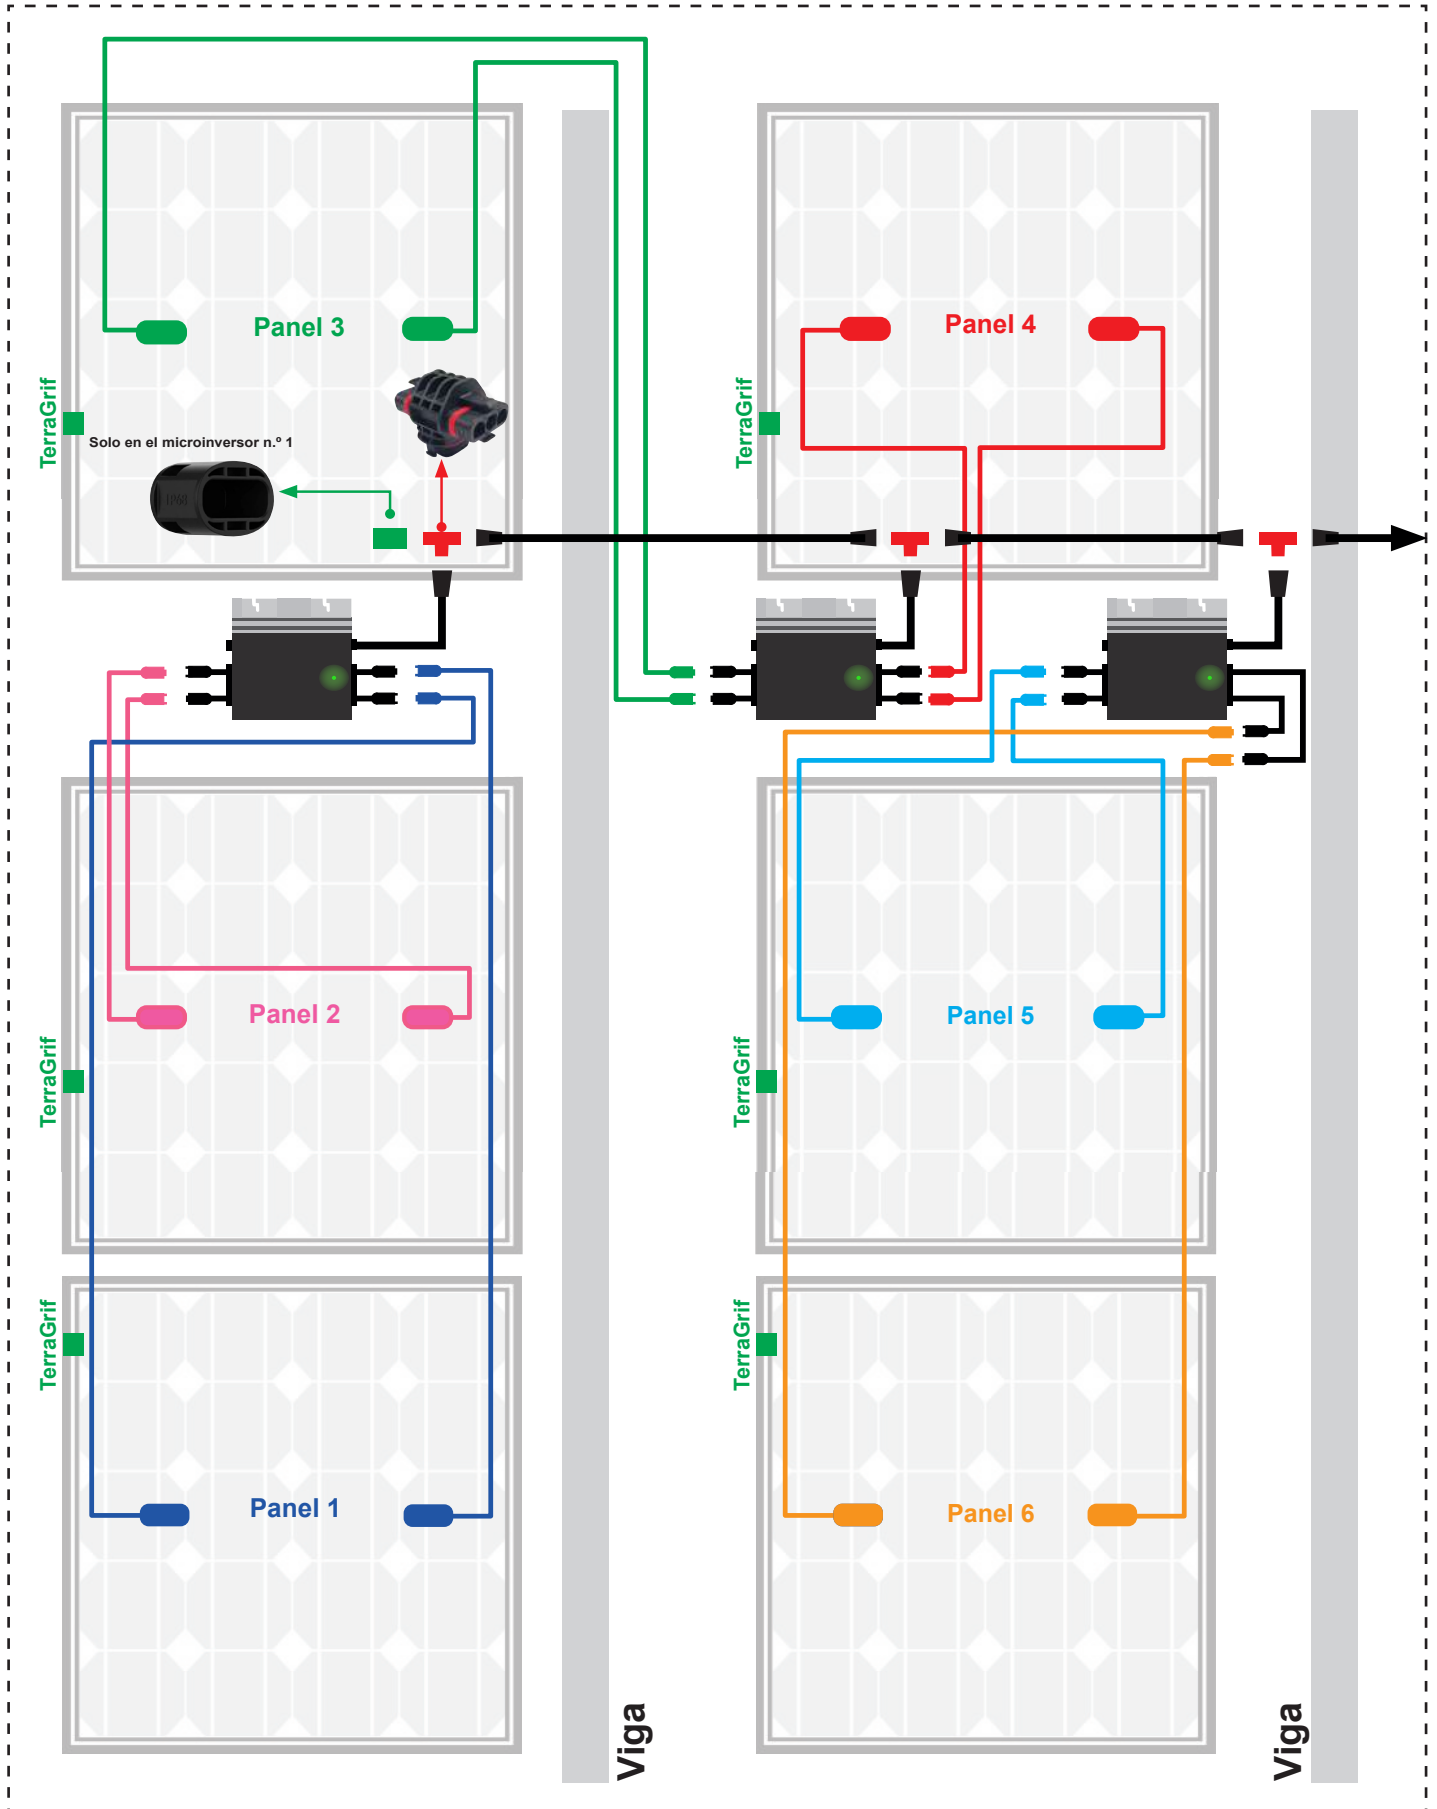 Panel 3
Panel 4
TerraGrif
TerraGrif
Solo en el microinversor n.º 1
Panel 2
Panel 5
TerraGrif
TerraGrif
TerraGrif
TerraGrif
Panel 1
Panel 6
Viga
Viga